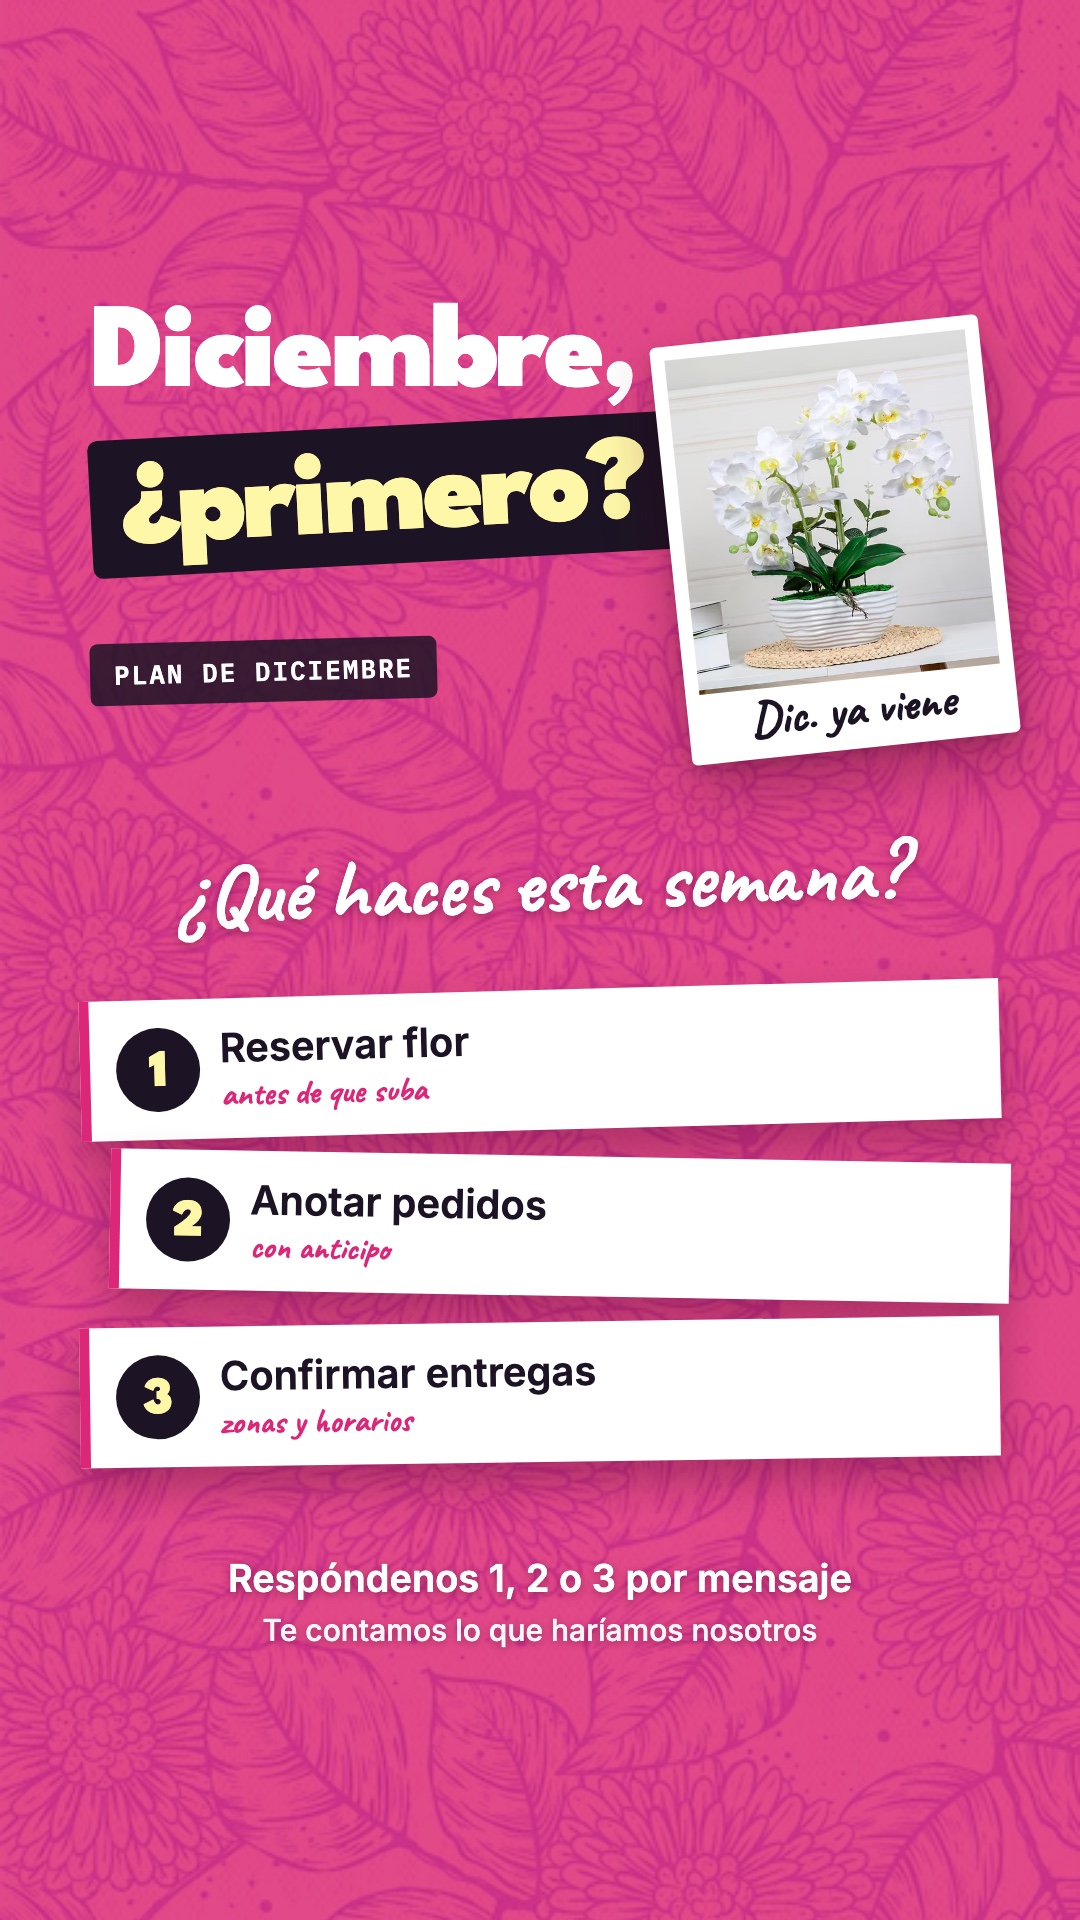 Diciembre,
¿primero?
PLAN DE DICIEMBRE
Dic. ya viene
¿Qué haces esta semana?
1
Reservar flor
antes de que suba
2
Anotar pedidos
con anticipo
3
Confirmar entregas
zonas y horarios
Respóndenos 1, 2 o 3 por mensaje
Te contamos lo que haríamos nosotros